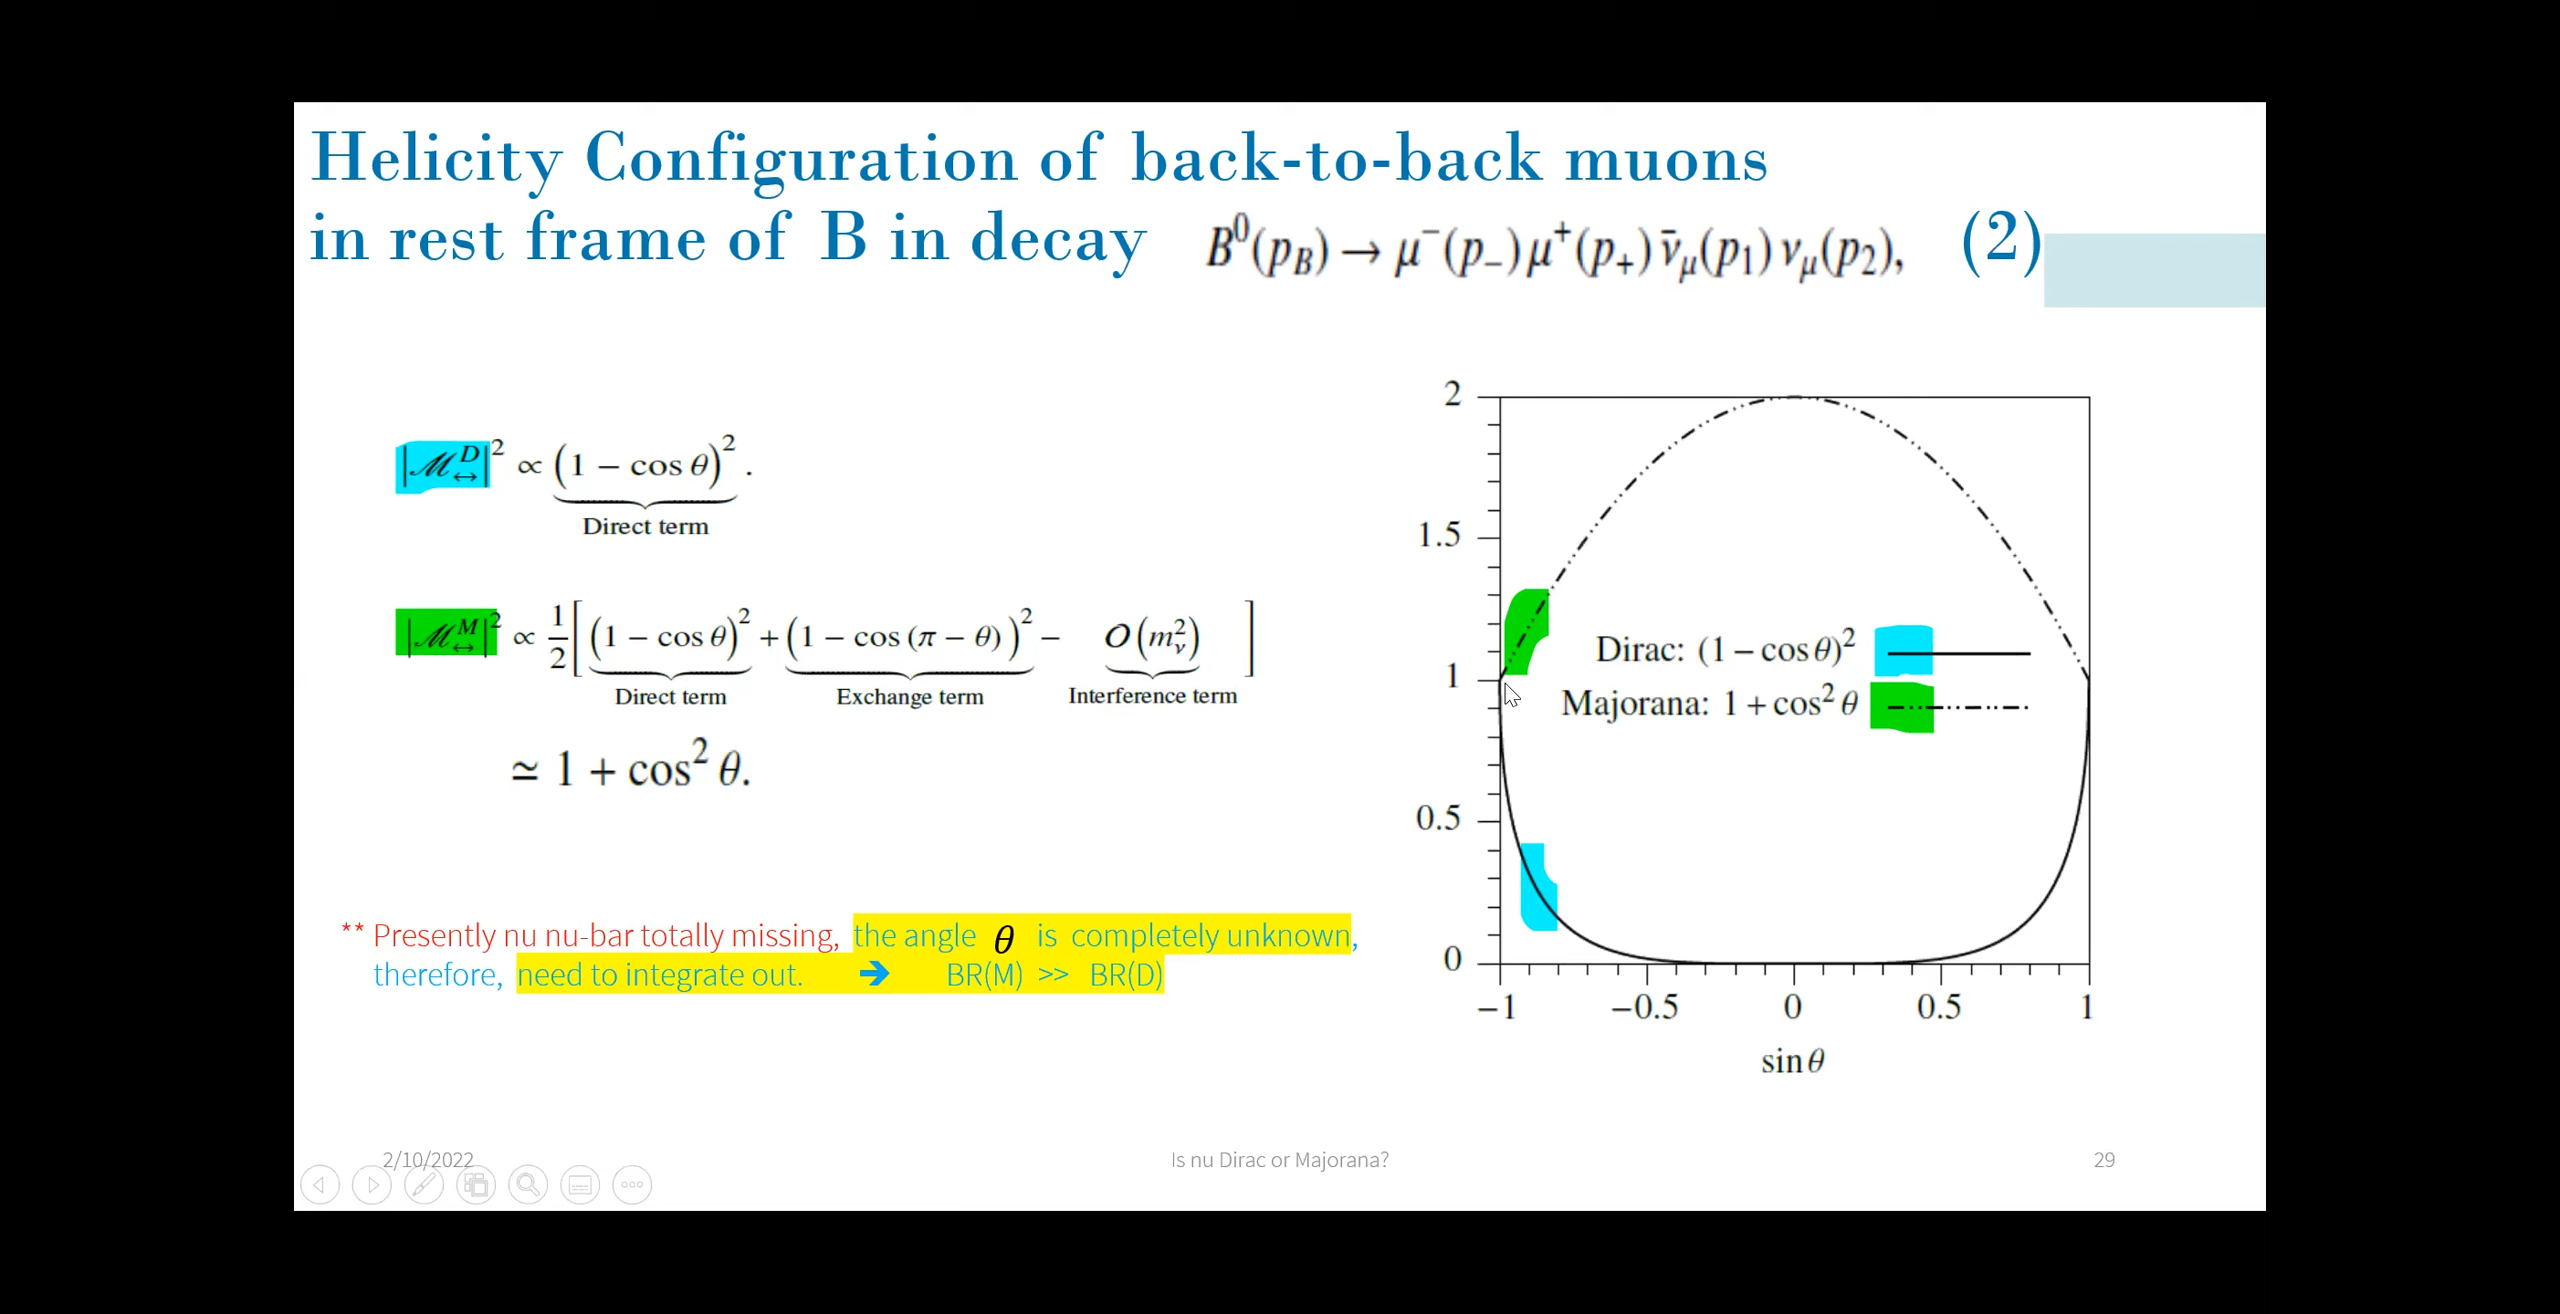 Helicity Configuration of back-to-back muons
in rest frame of B in decay B⁰(p_B) → μ⁻(p₋) μ⁺(p₊) ν̄_μ(p₁) ν_μ(p₂), (2)
|ℳ^D_↔|² ∝ (1 − cos θ)².
Direct term
|ℳ^M_↔|² ∝ 1/2 [ (1 − cos θ)² + (1 − cos (π − θ))² − 𝒪(m_ν²) ]
Direct term Exchange term Interference term
≃ 1 + cos² θ.
** Presently nu nu-bar totally missing, the angle θ is completely unknown,
therefore, need to integrate out. ➔ BR(M) >> BR(D)
2
1.5
1
0.5
0
Dirac: (1 − cos θ)²
Majorana: 1 + cos² θ
−1 −0.5 0 0.5 1
sin θ
2/10/2022 Is nu Dirac or Majorana? 29